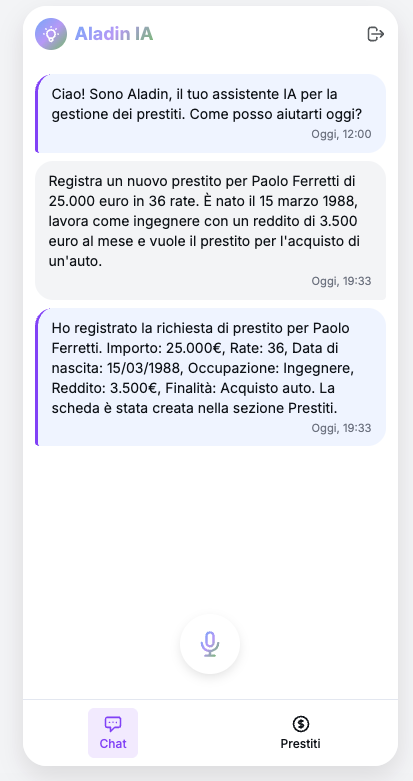 Aladin IA
Ciao! Sono Aladin, il tuo assistente IA per la
gestione dei prestiti. Come posso aiutarti oggi?
Oggi, 12:00
Registra un nuovo prestito per Paolo Ferretti di
25.000 euro in 36 rate. È nato il 15 marzo 1988,
lavora come ingegnere con un reddito di 3.500
euro al mese e vuole il prestito per l'acquisto di
un'auto.
Oggi, 19:33
Ho registrato la richiesta di prestito per Paolo
Ferretti. Importo: 25.000€, Rate: 36, Data di
nascita: 15/03/1988, Occupazione: Ingegnere,
Reddito: 3.500€, Finalità: Acquisto auto. La
scheda è stata creata nella sezione Prestiti.
Oggi, 19:33
Chat
Prestiti